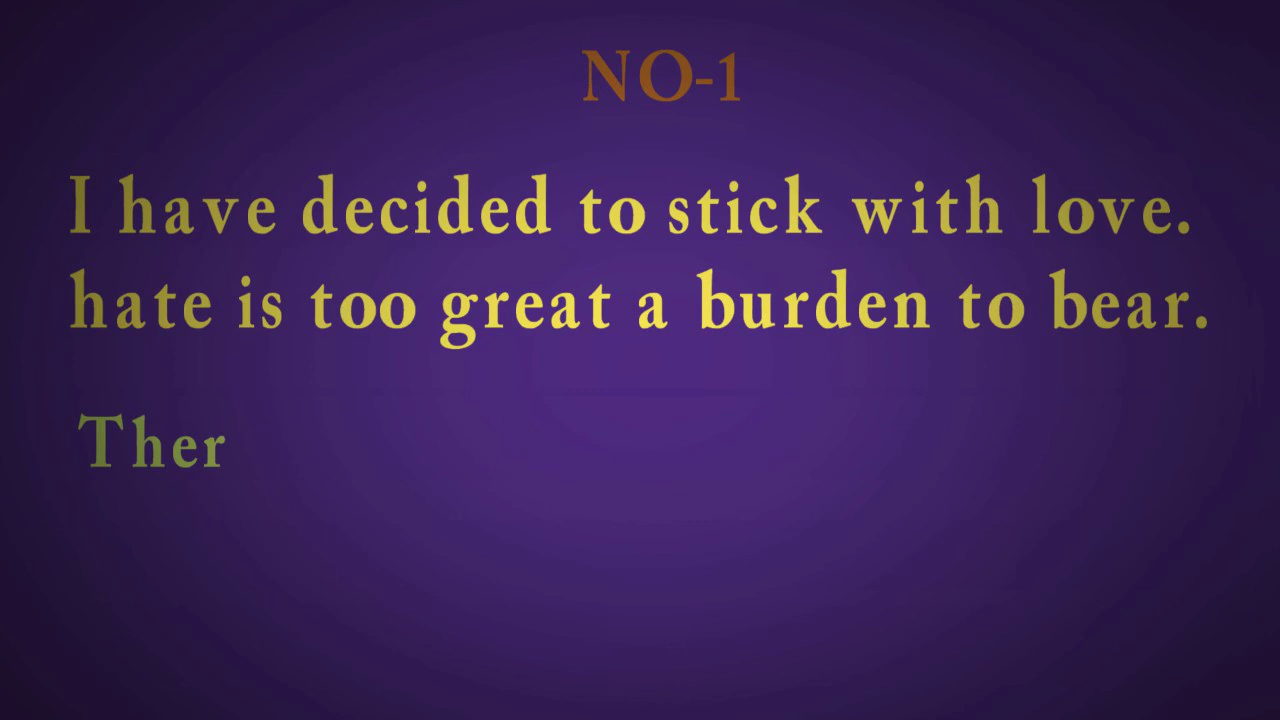 NO-1
I have decided to stick with love.
hate is too great a burden to bear.
Ther